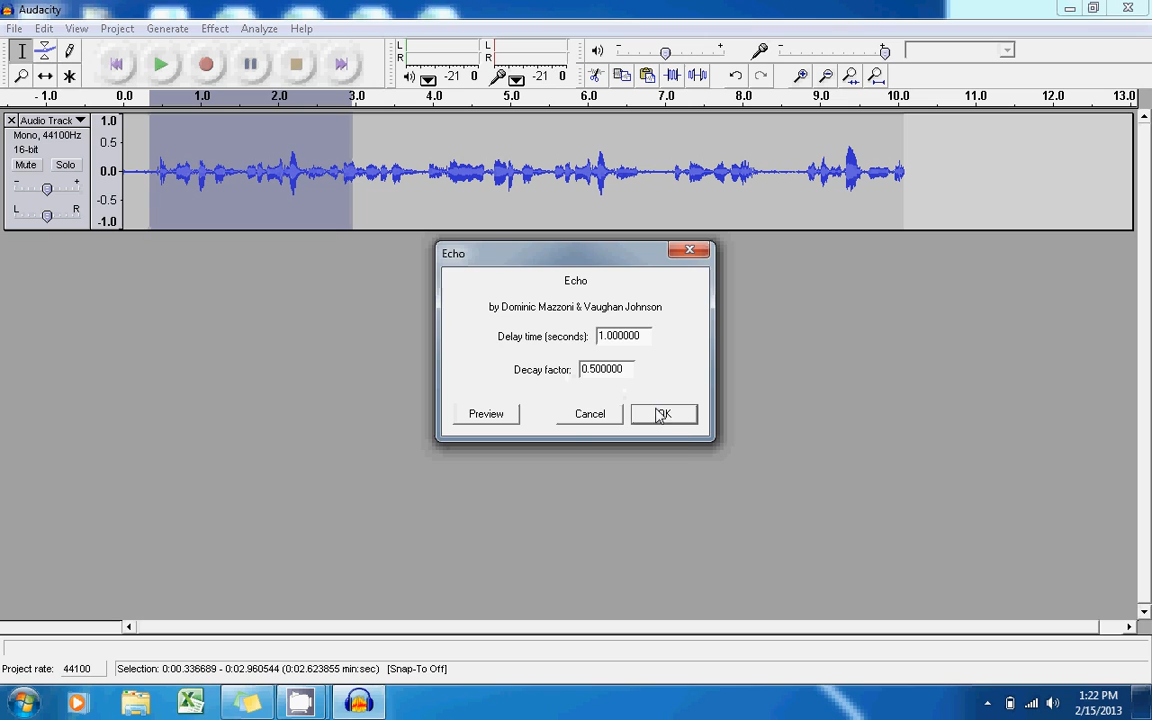 Audacity
File Edit View Project Generate Effect Analyze Help
L
R
-21 0
L
R
-21 0
- + - +
- 1.0 0.0 1.0 2.0 3.0 4.0 5.0 6.0 7.0 8.0 9.0 10.0 11.0 12.0 13.0
Audio Track
Mono, 44100Hz
16-bit
Mute Solo
- +
L R
1.0
0.5
0.0
-0.5
-1.0
Echo
Echo
by Dominic Mazzoni & Vaughan Johnson
Delay time (seconds): 1.000000
Decay factor: 0.500000
Preview Cancel OK
Project rate: 44100 Selection: 0:00.336689 - 0:02.960544 (0:02.623855 min:sec) [Snap-To Off]
1:22 PM
2/15/2013